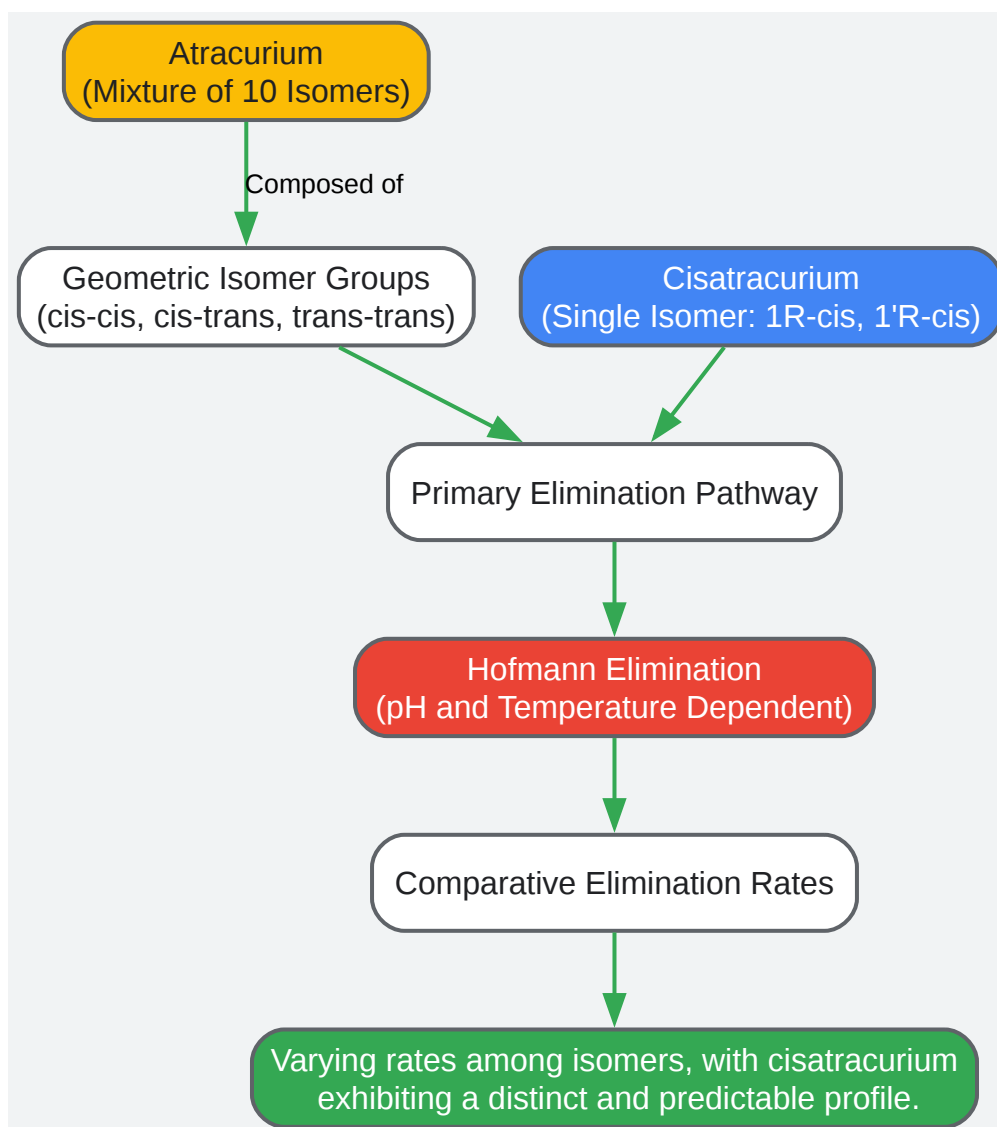 Atracurium
(Mixture of 10 Isomers)
Composed of
Geometric Isomer Groups
(cis-cis, cis-trans, trans-trans)
Cisatracurium
(Single Isomer: 1R-cis, 1'R-cis)
Primary Elimination Pathway
Hofmann Elimination
(pH and Temperature Dependent)
Comparative Elimination Rates
Varying rates among isomers, with cisatracurium
exhibiting a distinct and predictable profile.